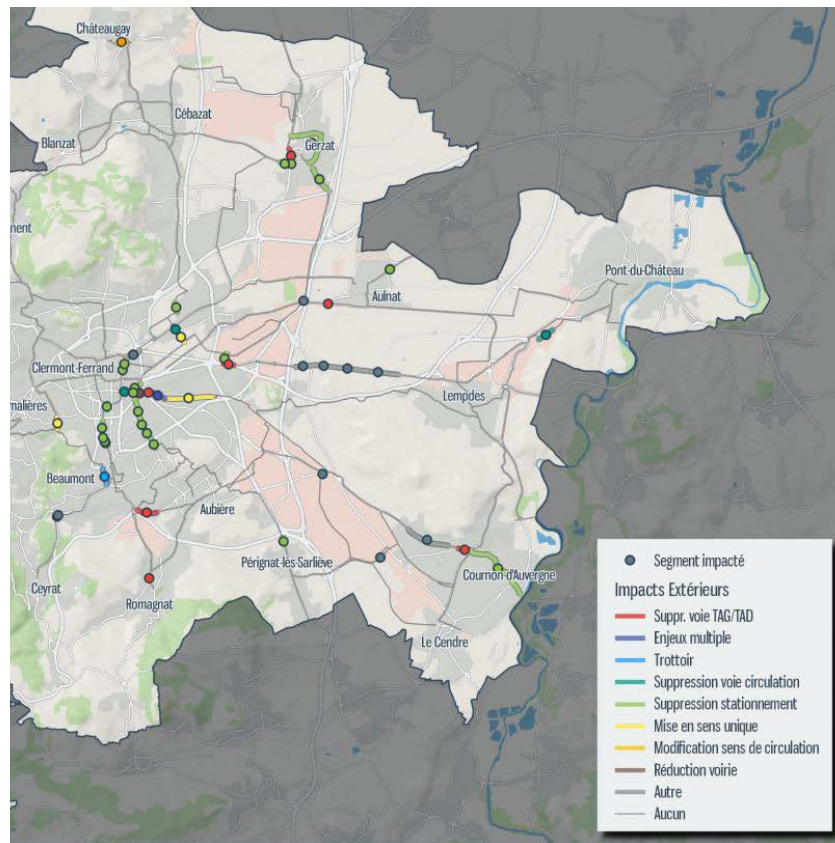 Châteaugay
Cébazat
Blanzat
Gerzat
ment
Pont-du-Château
Aulnat
Clermont-Ferrand
Lempdes
malières
Beaumont
Aubière
Pérignat-lès-Sarliève
Cournon-d'Auvergne
Ceyrat
Romagnat
Le Cendre
Segment impacté
Impacts Extérieurs
Suppr. voie TAG/TAD
Enjeux multiple
Trottoir
Suppression voie circulation
Suppression stationnement
Mise en sens unique
Modification sens de circulation
Réduction voirie
Autre
Aucun